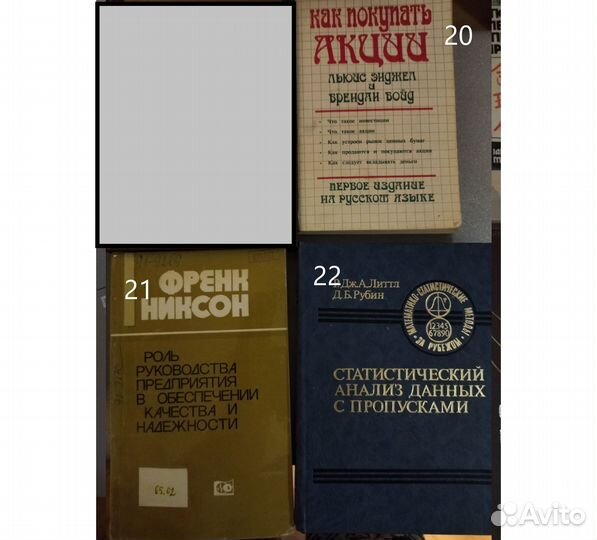 КАК ПОКУПАТЬ
АКЦИИ
20
ЛЬЮИС ЭНДЖЕЛ
И
БРЕНДАН БОЙД
- Что такое инвестиции
- Что такое акции
- Как устроен рынок ценных бумаг
- Как продаются и покупаются акции
- Как следует вкладывать деньги
ПЕРВОЕ ИЗДАНИЕ
НА РУССКОМ ЯЗЫКЕ
21
ФРЕНК
НИКСОН
РОЛЬ
РУКОВОДСТВА
ПРЕДПРИЯТИЯ
В ОБЕСПЕЧЕНИИ
КАЧЕСТВА И
НАДЕЖНОСТИ
65.02
22
Р.Дж.А.Литтл
Д.Б.Рубин
МАТЕМАТИКО-СТАТИСТИЧЕСКИЕ МЕТОДЫ
ЗА РУБЕЖОМ
12345
67890
СТАТИСТИЧЕСКИЙ
АНАЛИЗ ДАННЫХ
С ПРОПУСКАМИ
Avito